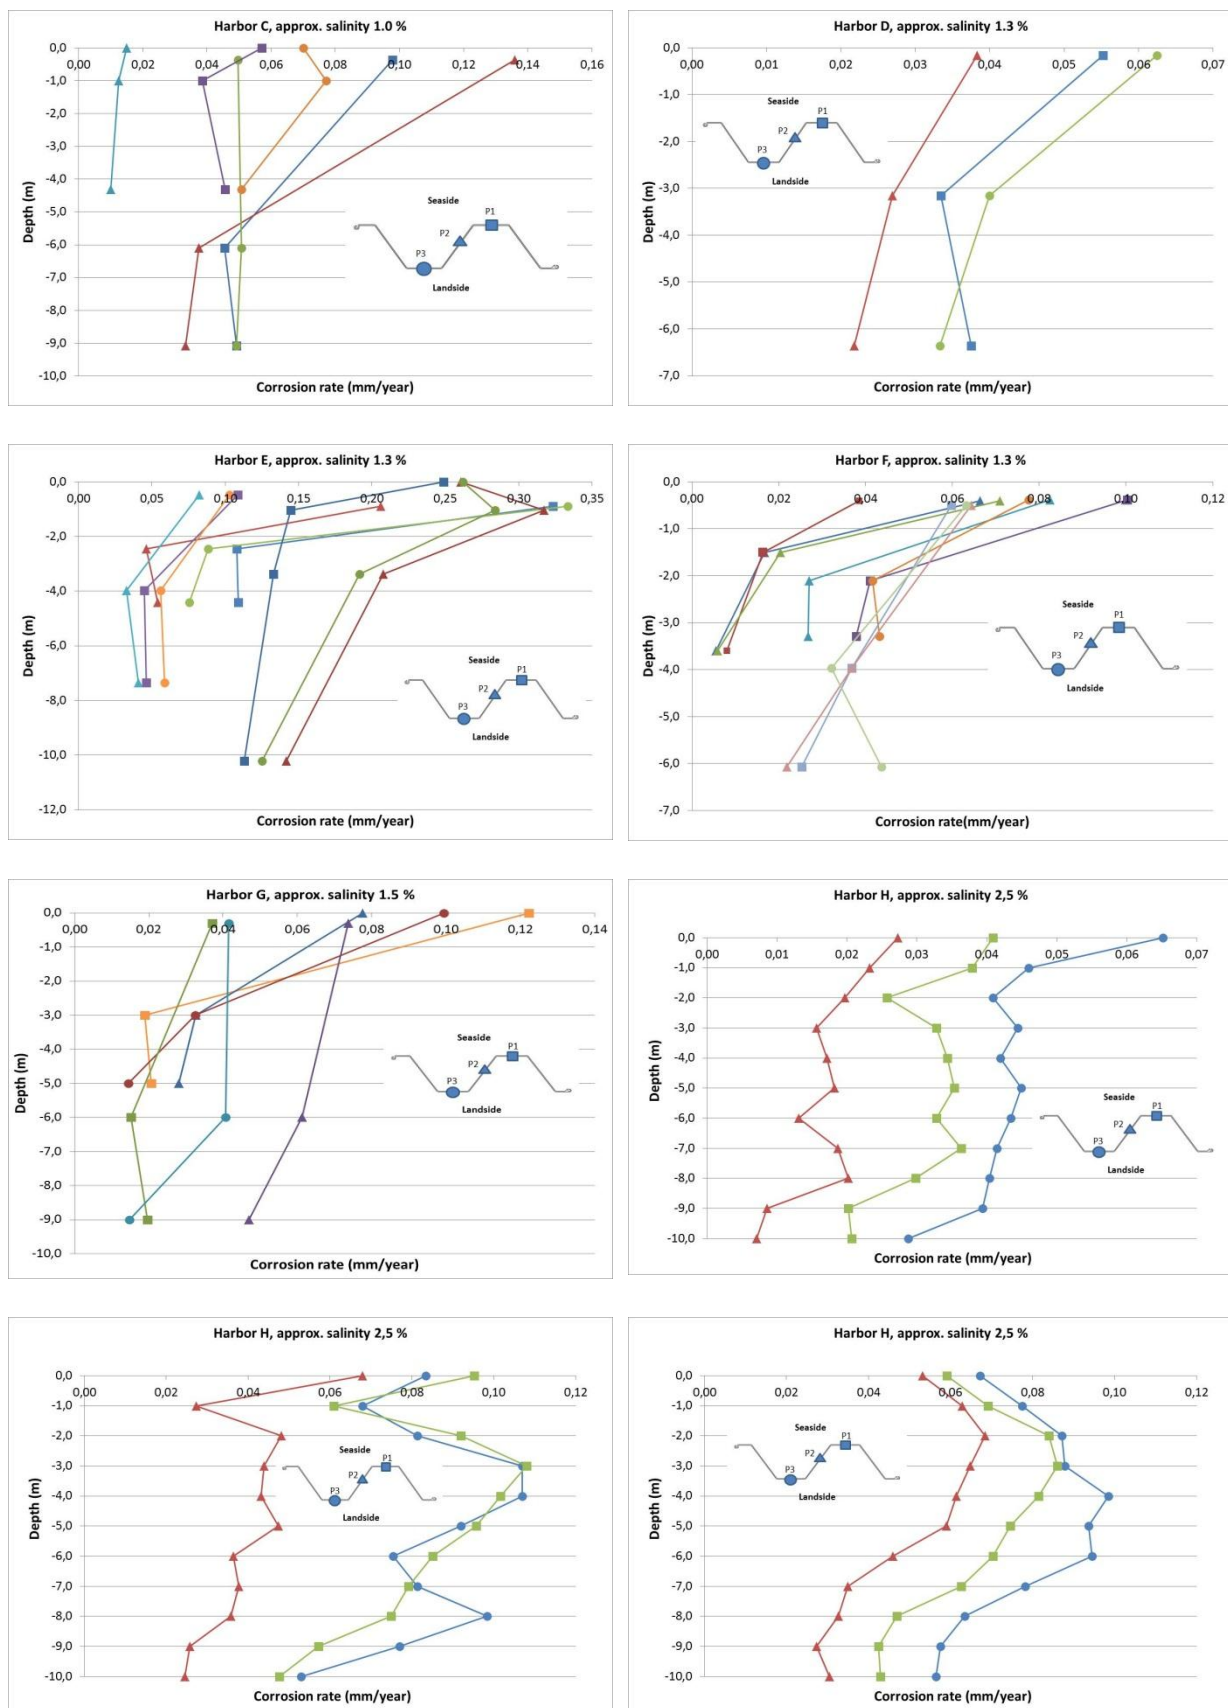 Harbor C, approx. salinity 1.0 %
0,00 0,02 0,04 0,06 0,08 0,10 0,12 0,14 0,16
0,0
-1,0
-2,0
-3,0
-4,0
-5,0
-6,0
-7,0
-8,0
-9,0
-10,0
Depth (m)
Seaside
P1
P2
P3
Landside
Corrosion rate (mm/year)
Harbor D, approx. salinity 1.3 %
0,00 0,01 0,02 0,03 0,04 0,05 0,06 0,07
0,0
-1,0
-2,0
-3,0
-4,0
-5,0
-6,0
-7,0
Depth (m)
Seaside
P1
P2
P3
Landside
Corrosion rate (mm/year)
Harbor E, approx. salinity 1.3 %
0,00 0,05 0,10 0,15 0,20 0,25 0,30 0,35
0,0
-2,0
-4,0
-6,0
-8,0
-10,0
-12,0
Depth (m)
Seaside
P1
P2
P3
Landside
Corrosion rate (mm/year)
Harbor F, approx. salinity 1.3 %
0,00 0,02 0,04 0,06 0,08 0,10 0,12
0,0
-1,0
-2,0
-3,0
-4,0
-5,0
-6,0
-7,0
Depth (m)
Seaside
P1
P2
P3
Landside
Corrosion rate(mm/year)
Harbor G, approx. salinity 1.5 %
0,00 0,02 0,04 0,06 0,08 0,10 0,12 0,14
0,0
-1,0
-2,0
-3,0
-4,0
-5,0
-6,0
-7,0
-8,0
-9,0
-10,0
Depth (m)
Seaside
P1
P2
P3
Landside
Corrosion rate (mm/year)
Harbor H, approx. salinity 2,5 %
0,00 0,01 0,02 0,03 0,04 0,05 0,06 0,07
0,0
-1,0
-2,0
-3,0
-4,0
-5,0
-6,0
-7,0
-8,0
-9,0
-10,0
Depth (m)
Seaside
P1
P2
P3
Landside
Corrosion rate (mm/year)
Harbor H, approx. salinity 2,5 %
0,00 0,02 0,04 0,06 0,08 0,10 0,12
0,0
-1,0
-2,0
-3,0
-4,0
-5,0
-6,0
-7,0
-8,0
-9,0
-10,0
Depth (m)
Seaside
P1
P2
P3
Landside
Corrosion rate (mm/year)
Harbor H, approx. salinity 2,5 %
0,00 0,02 0,04 0,06 0,08 0,10 0,12
0,0
-1,0
-2,0
-3,0
-4,0
-5,0
-6,0
-7,0
-8,0
-9,0
-10,0
Depth (m)
Seaside
P1
P2
P3
Landside
Corrosion rate (mm/year)